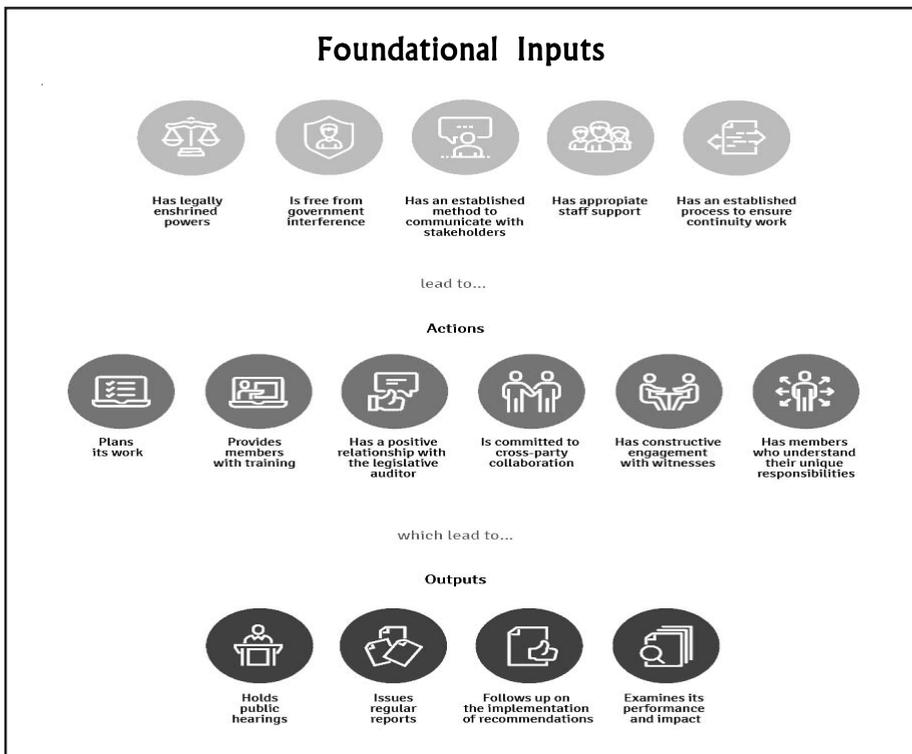 Foundational Inputs
Has legally
enshrined
powers
Is free from
government
interference
Has an established
method to
communicate with
stakeholders
Has appropiate
staff support
Has an established
process to ensure
continuity work
lead to...
Actions
Plans
its work
Provides
members
with training
Has a positive
relationship with
the legislative
auditor
Is committed to
cross-party
collaboration
Has constructive
engagement
with witnesses
Has members
who understand
their unique
responsibilities
which lead to...
Outputs
Holds
public
hearings
Issues
regular
reports
Follows up on
the implementation
of recommendations
Examines its
performance
and impact